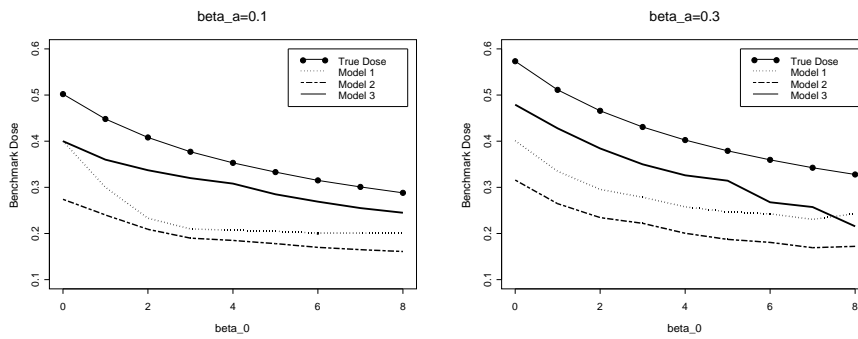 beta_a=0.1
Benchmark Dose
0.6
0.5
0.4
0.3
0.2
0.1
True Dose
Model 1
Model 2
Model 3
0
2
4
6
8
beta_0
beta_a=0.3
Benchmark Dose
0.6
0.5
0.4
0.3
0.2
0.1
True Dose
Model 1
Model 2
Model 3
0
2
4
6
8
beta_0